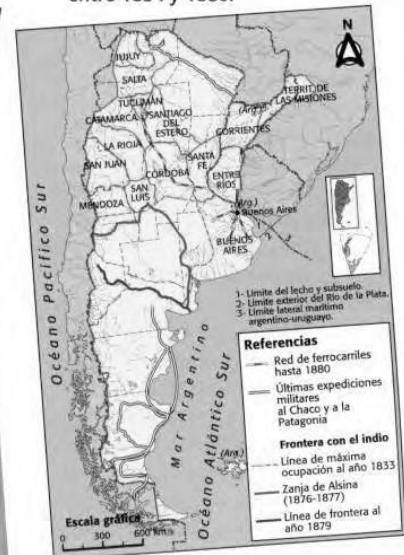 N
JUJUY
SALTA
TUCUMÁN
CATAMARCA
SANTIAGO
DEL
ESTERO
TERRIT. DE
LAS MISIONES
(Arg.)
CORRIENTES
LA RIOJA
SAN JUAN
SANTA
FE
CÓRDOBA
ENTRE
RÍOS
SAN
LUIS
MENDOZA
(Arg.)
Buenos Aires
BUENOS
AIRES
1 2 3
Océano Pacífico Sur
Mar Argentino
Océano Atlántico Sur
(Arg.)
1- Límite del lecho y subsuelo.
2- Límite exterior del Río de la Plata.
3- Límite lateral marítimo
argentino-uruguayo.
Referencias
Red de ferrocarriles
hasta 1880
Últimas expediciones
militares
al Chaco y a la
Patagonia
Frontera con el indio
Línea de máxima
ocupación al año 1833
Zanja de Alsina
(1876-1877)
Línea de frontera al
año 1879
Escala gráfica
0 600 km